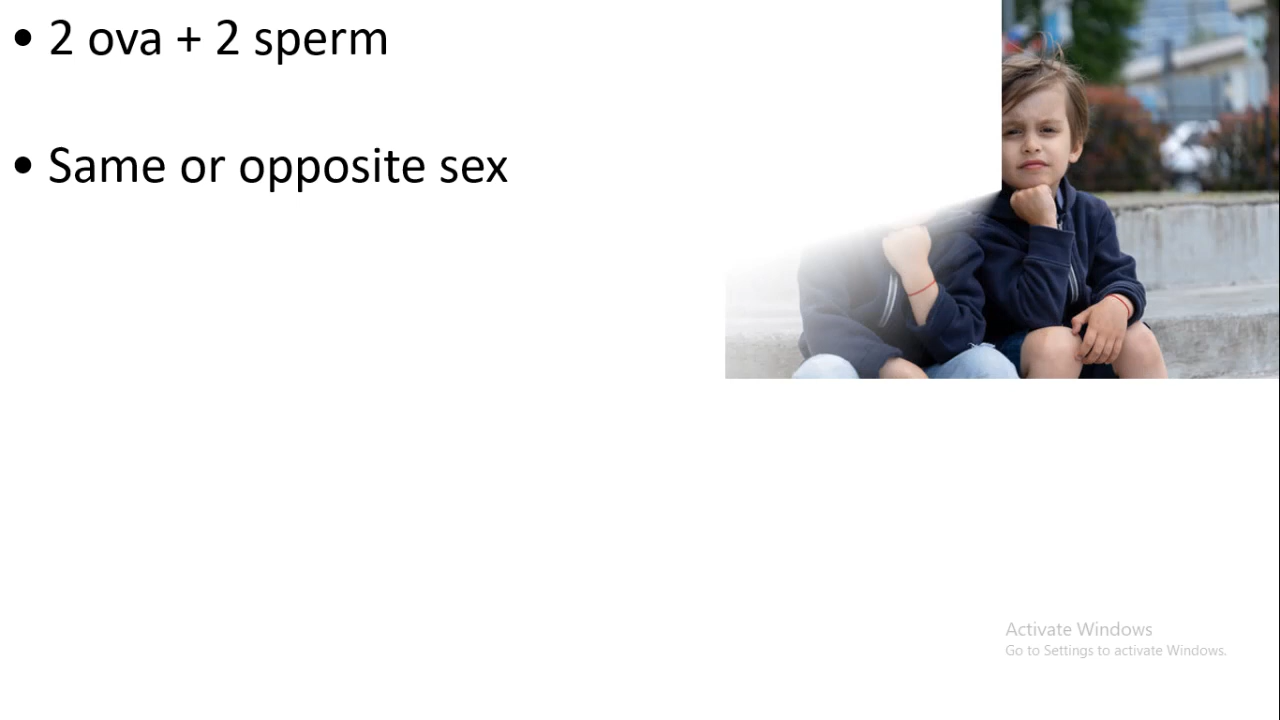 • 2 ova + 2 sperm
• Same or opposite sex
Activate Windows
Go to Settings to activate Windows.